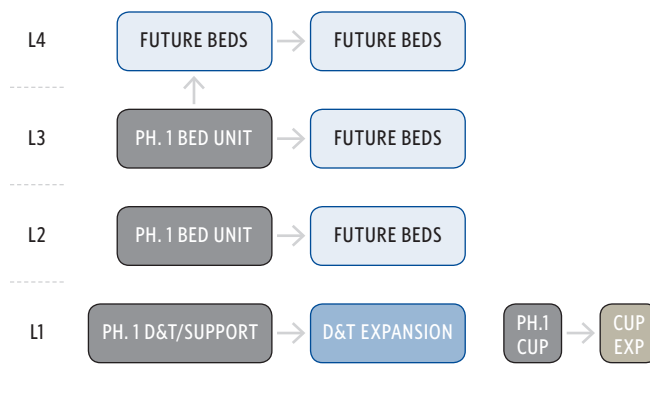 L4 FUTURE BEDS FUTURE BEDS
L3 PH. 1 BED UNIT FUTURE BEDS
L2 PH. 1 BED UNIT FUTURE BEDS
L1 PH. 1 D&T/SUPPORT D&T EXPANSION PH.1 CUP
CUP EXP